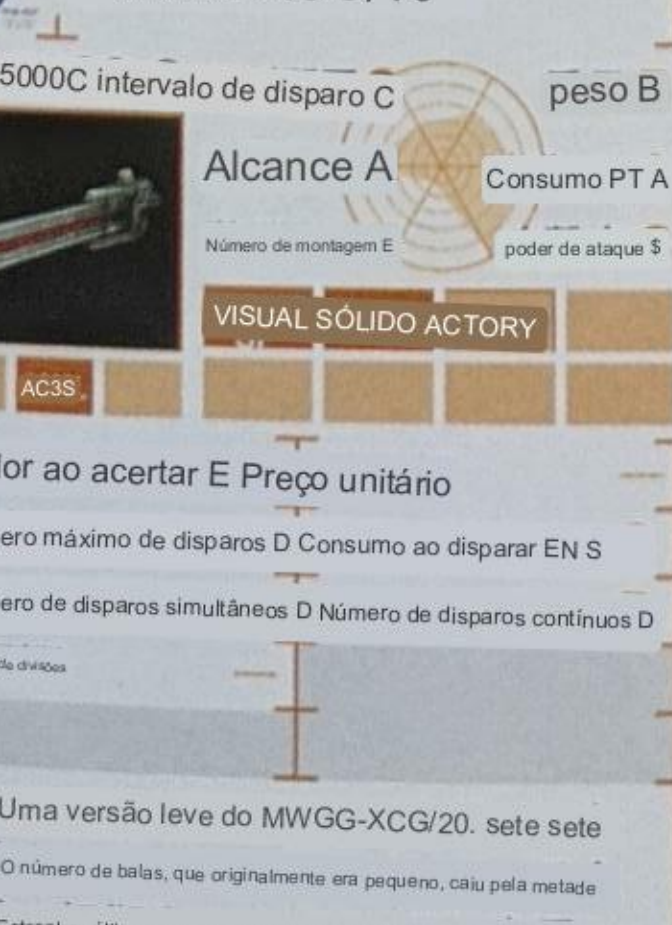 5000C intervalo de disparo C
peso B
Alcance A
Consumo PT A
Número de montagem E
poder de ataque $
VISUAL SÓLIDO ACTORY
AC3S
lor ao acertar E Preço unitário
ero máximo de disparos D Consumo ao disparar EN S
ero de disparos simultâneos D Número de disparos contínuos D
de divisões
Uma versão leve do MWGG-XCG/20. sete sete
O número de balas, que originalmente era pequeno, caiu pela metade